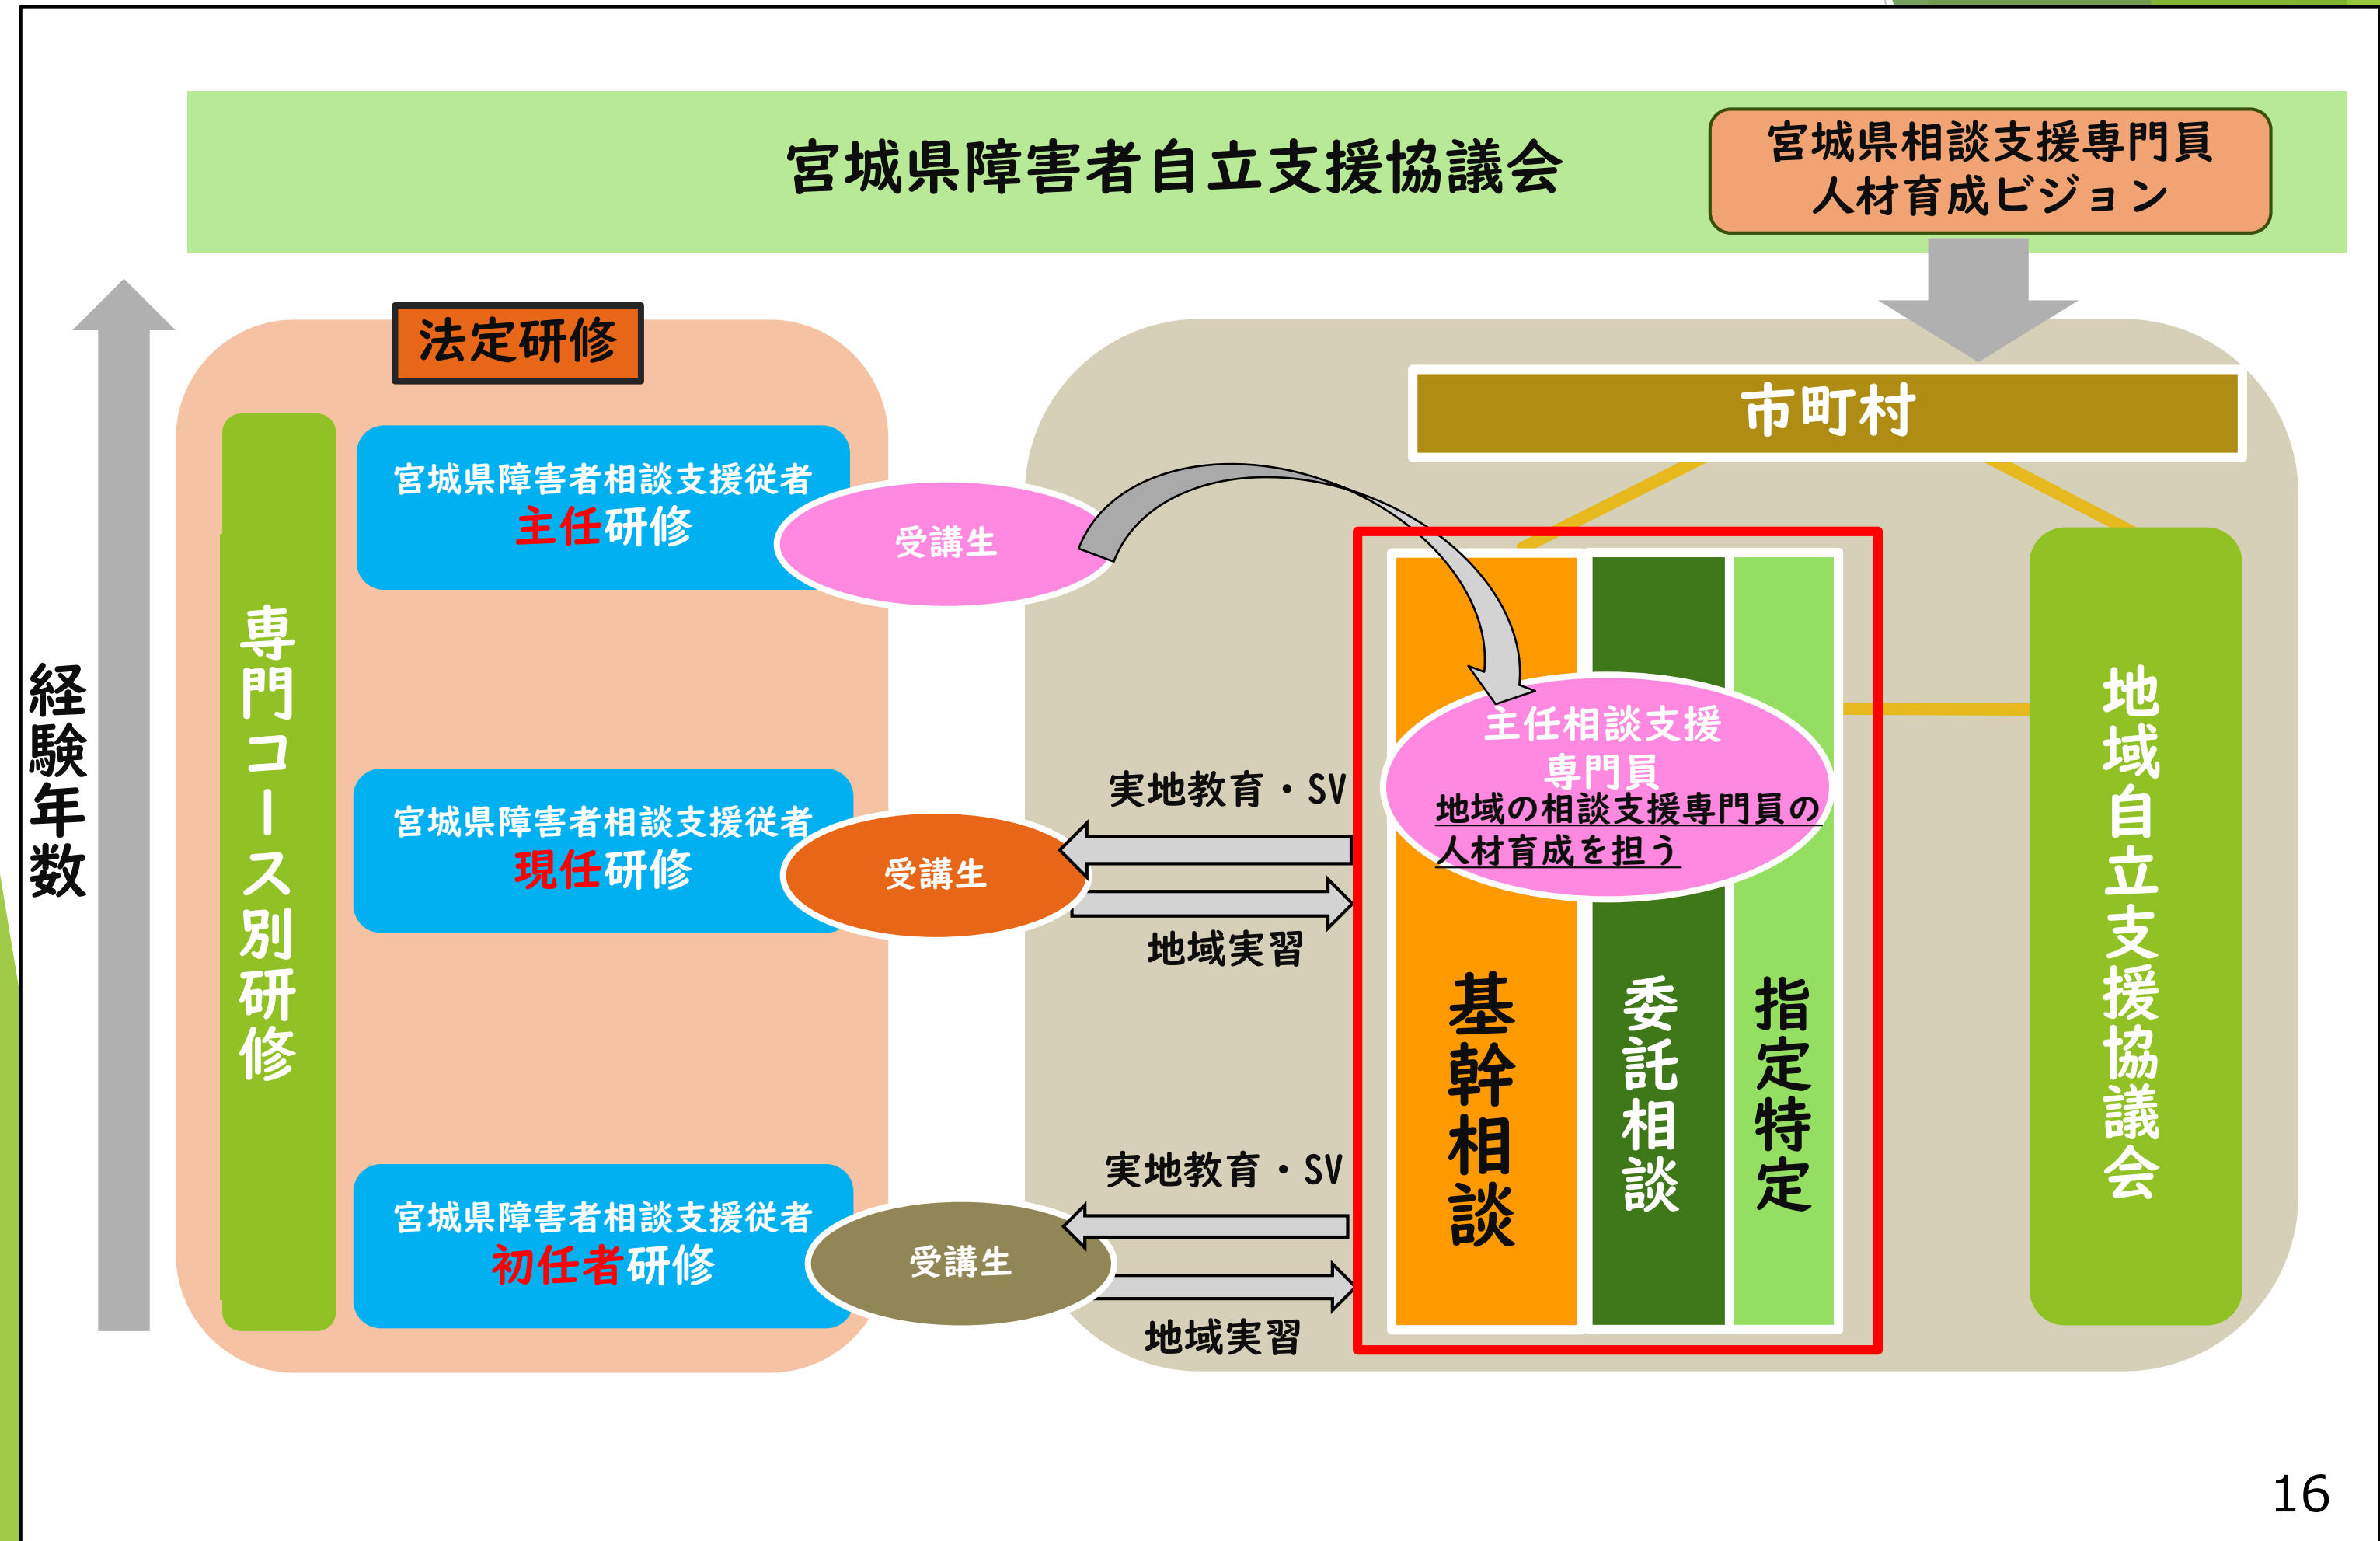 宮城県障害者自立支援協議会
宮城県相談支援専門員
人材育成ビジョン
経験年数
法定研修
専門コース別研修
宮城県障害者相談支援従者
主任研修
受講生
宮城県障害者相談支援従者
現任研修
受講生
宮城県障害者相談支援従者
初任者研修
受講生
実地教育・SV
地域実習
実地教育・SV
地域実習
市町村
主任相談支援
専門員
地域の相談支援専門員の
人材育成を担う
基幹相談
委託相談
指定特定
地域自立支援協議会
16